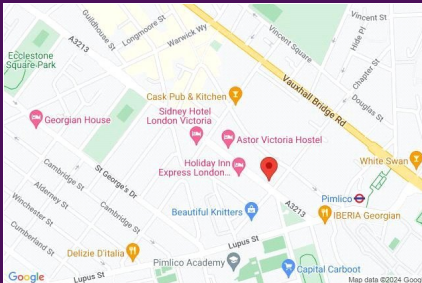 Vincent St
Guildhouse St
Longmoore St
Warwick Wy
A3213
Vincent Square
Hide Pl
Eccleston
Square Park
Vauxhall Bridge Rd
Chapter St
Douglas St
Cask Pub & Kitchen
Georgian House
Sidney Hotel
London Victoria
Astor Victoria Hostel
Holiday Inn
Express London...
White Swan
St George's Dr
Cambridge St
Alderney St
Winchester St
Cumberland St
Cambridge St
Pimlico
A3213
Beautiful Knitters
IBERIA Georgian
Delizie D'italia
Lupus St
Pimlico Academy
Lupus St
Capital Carboot
Google
Map data ©2024 Google